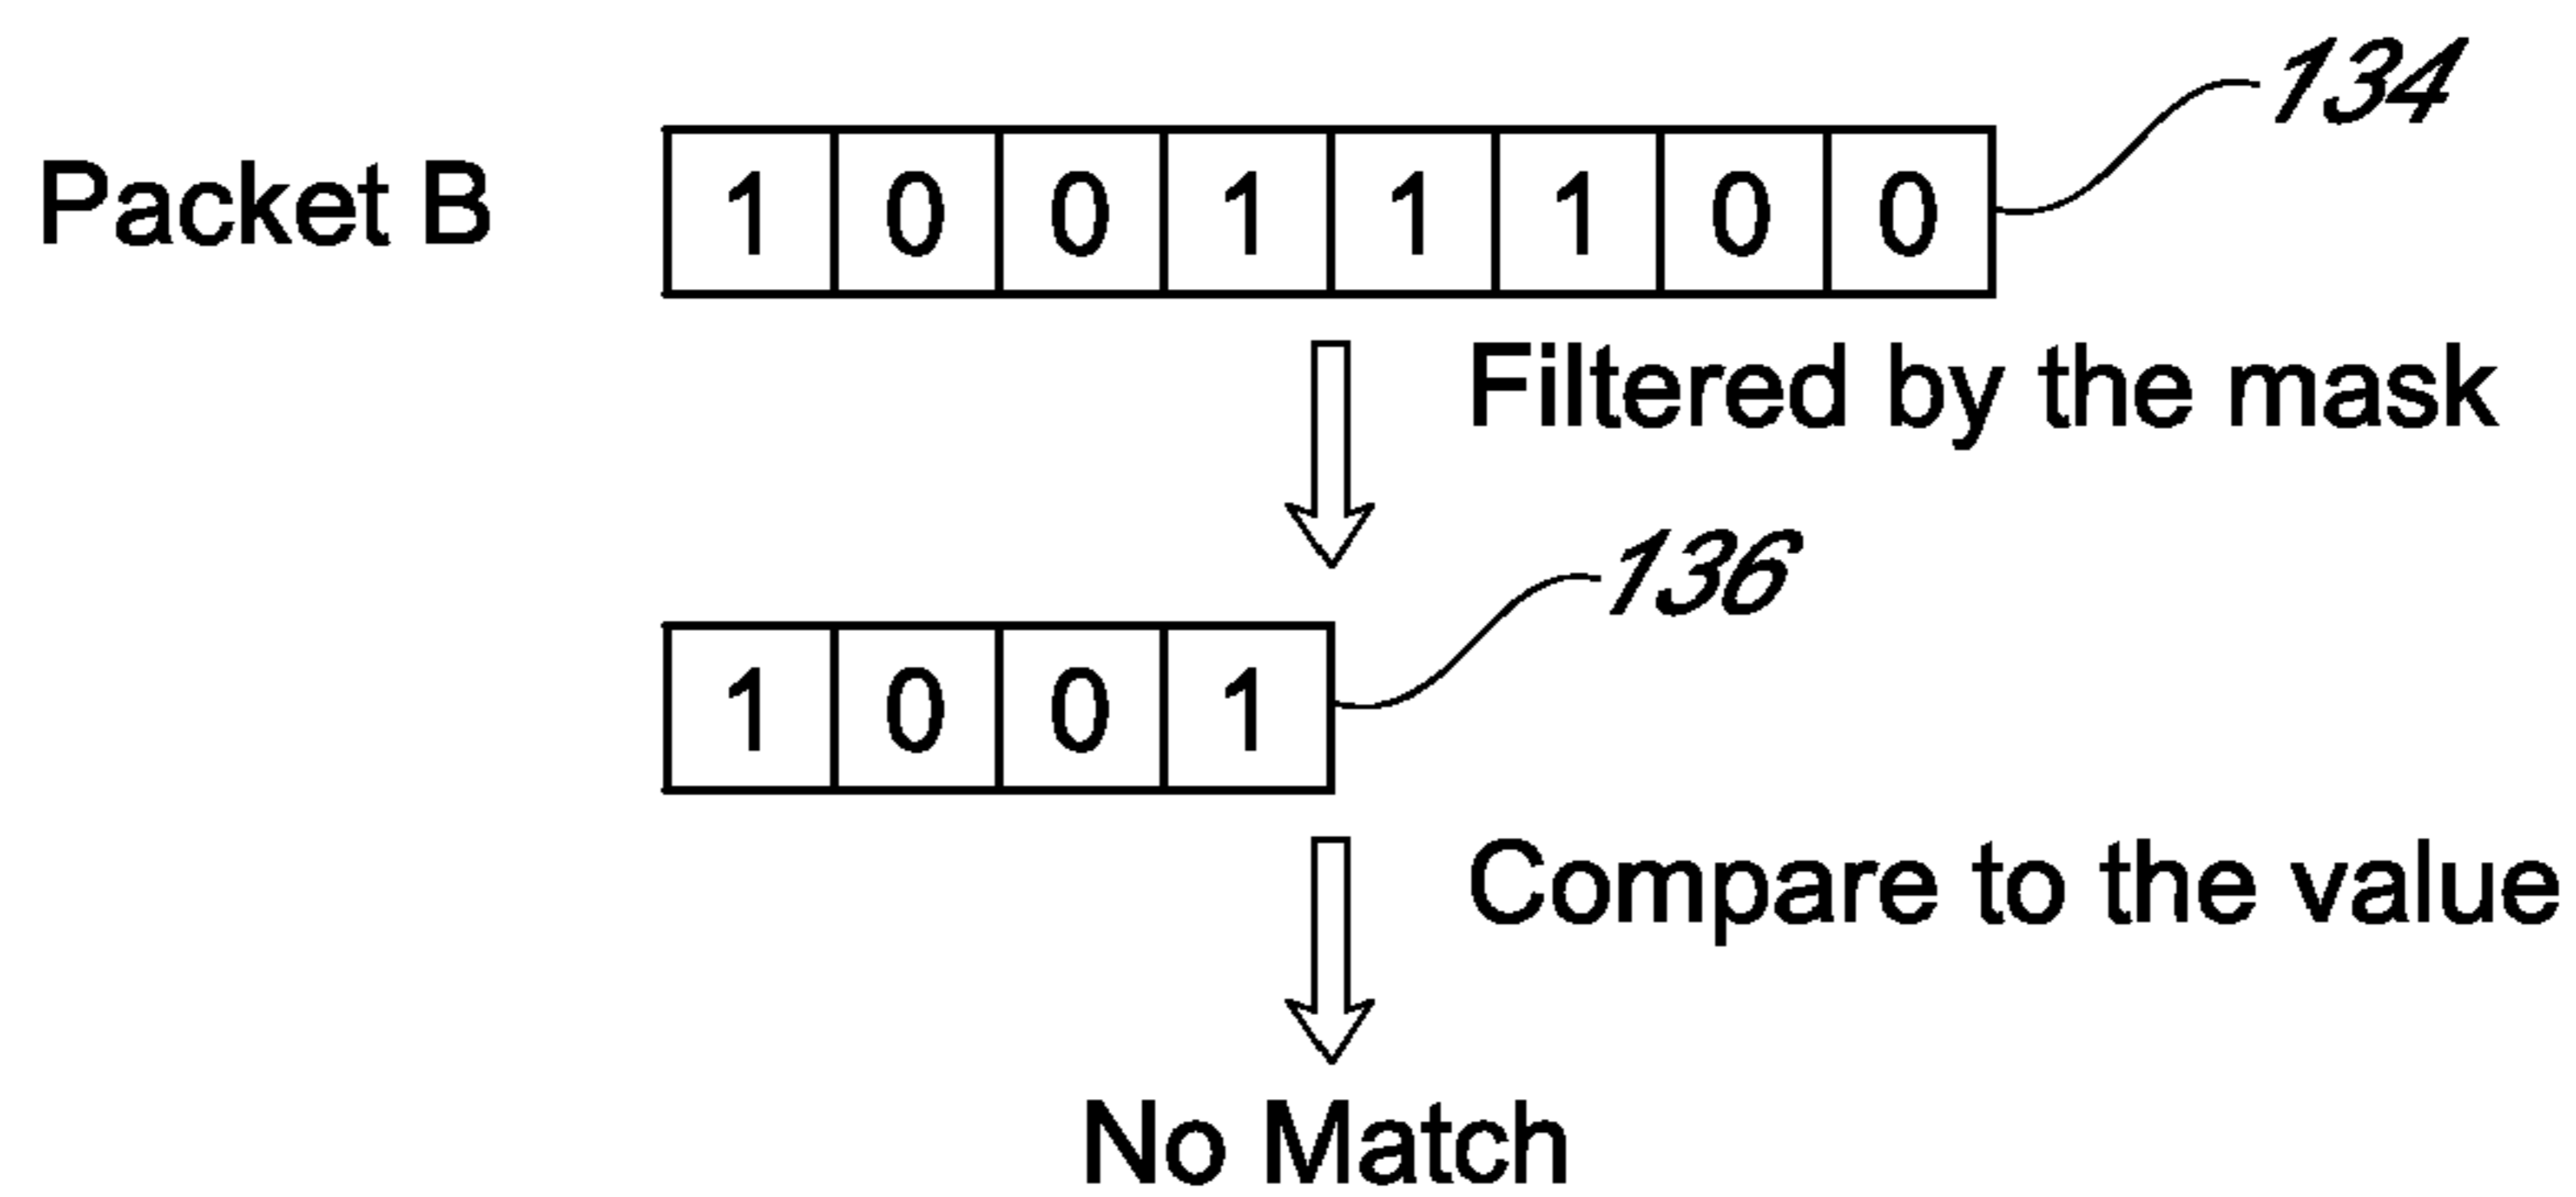 134
Packet B 1 0 0 1 1 1 0 0
Filtered by the mask
136
1 0 0 1
Compare to the value
No Match